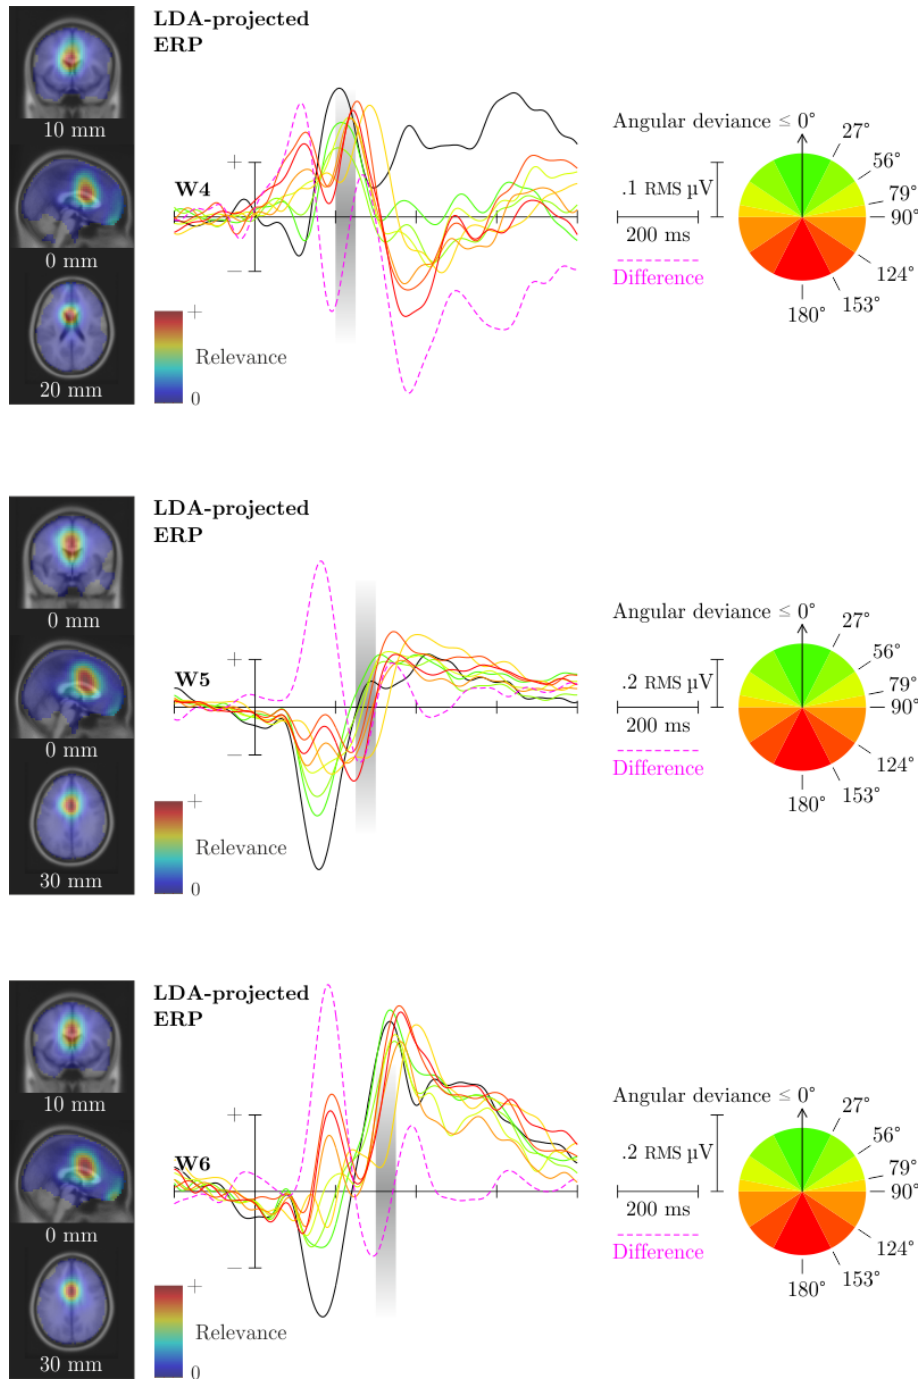 LDA-projected
ERP
10 mm
0 mm
20 mm
W4
+
−
+
Relevance
0
Angular deviance ≤ 0°
27°
56°
79°
90°
124°
153°
180°
.1 RMS µV
200 ms
Difference
LDA-projected
ERP
0 mm
0 mm
30 mm
W5
+
−
+
Relevance
0
Angular deviance ≤ 0°
27°
56°
79°
90°
124°
153°
180°
.2 RMS µV
200 ms
Difference
LDA-projected
ERP
10 mm
0 mm
30 mm
W6
+
−
+
Relevance
0
Angular deviance ≤ 0°
27°
56°
79°
90°
124°
153°
180°
.2 RMS µV
200 ms
Difference